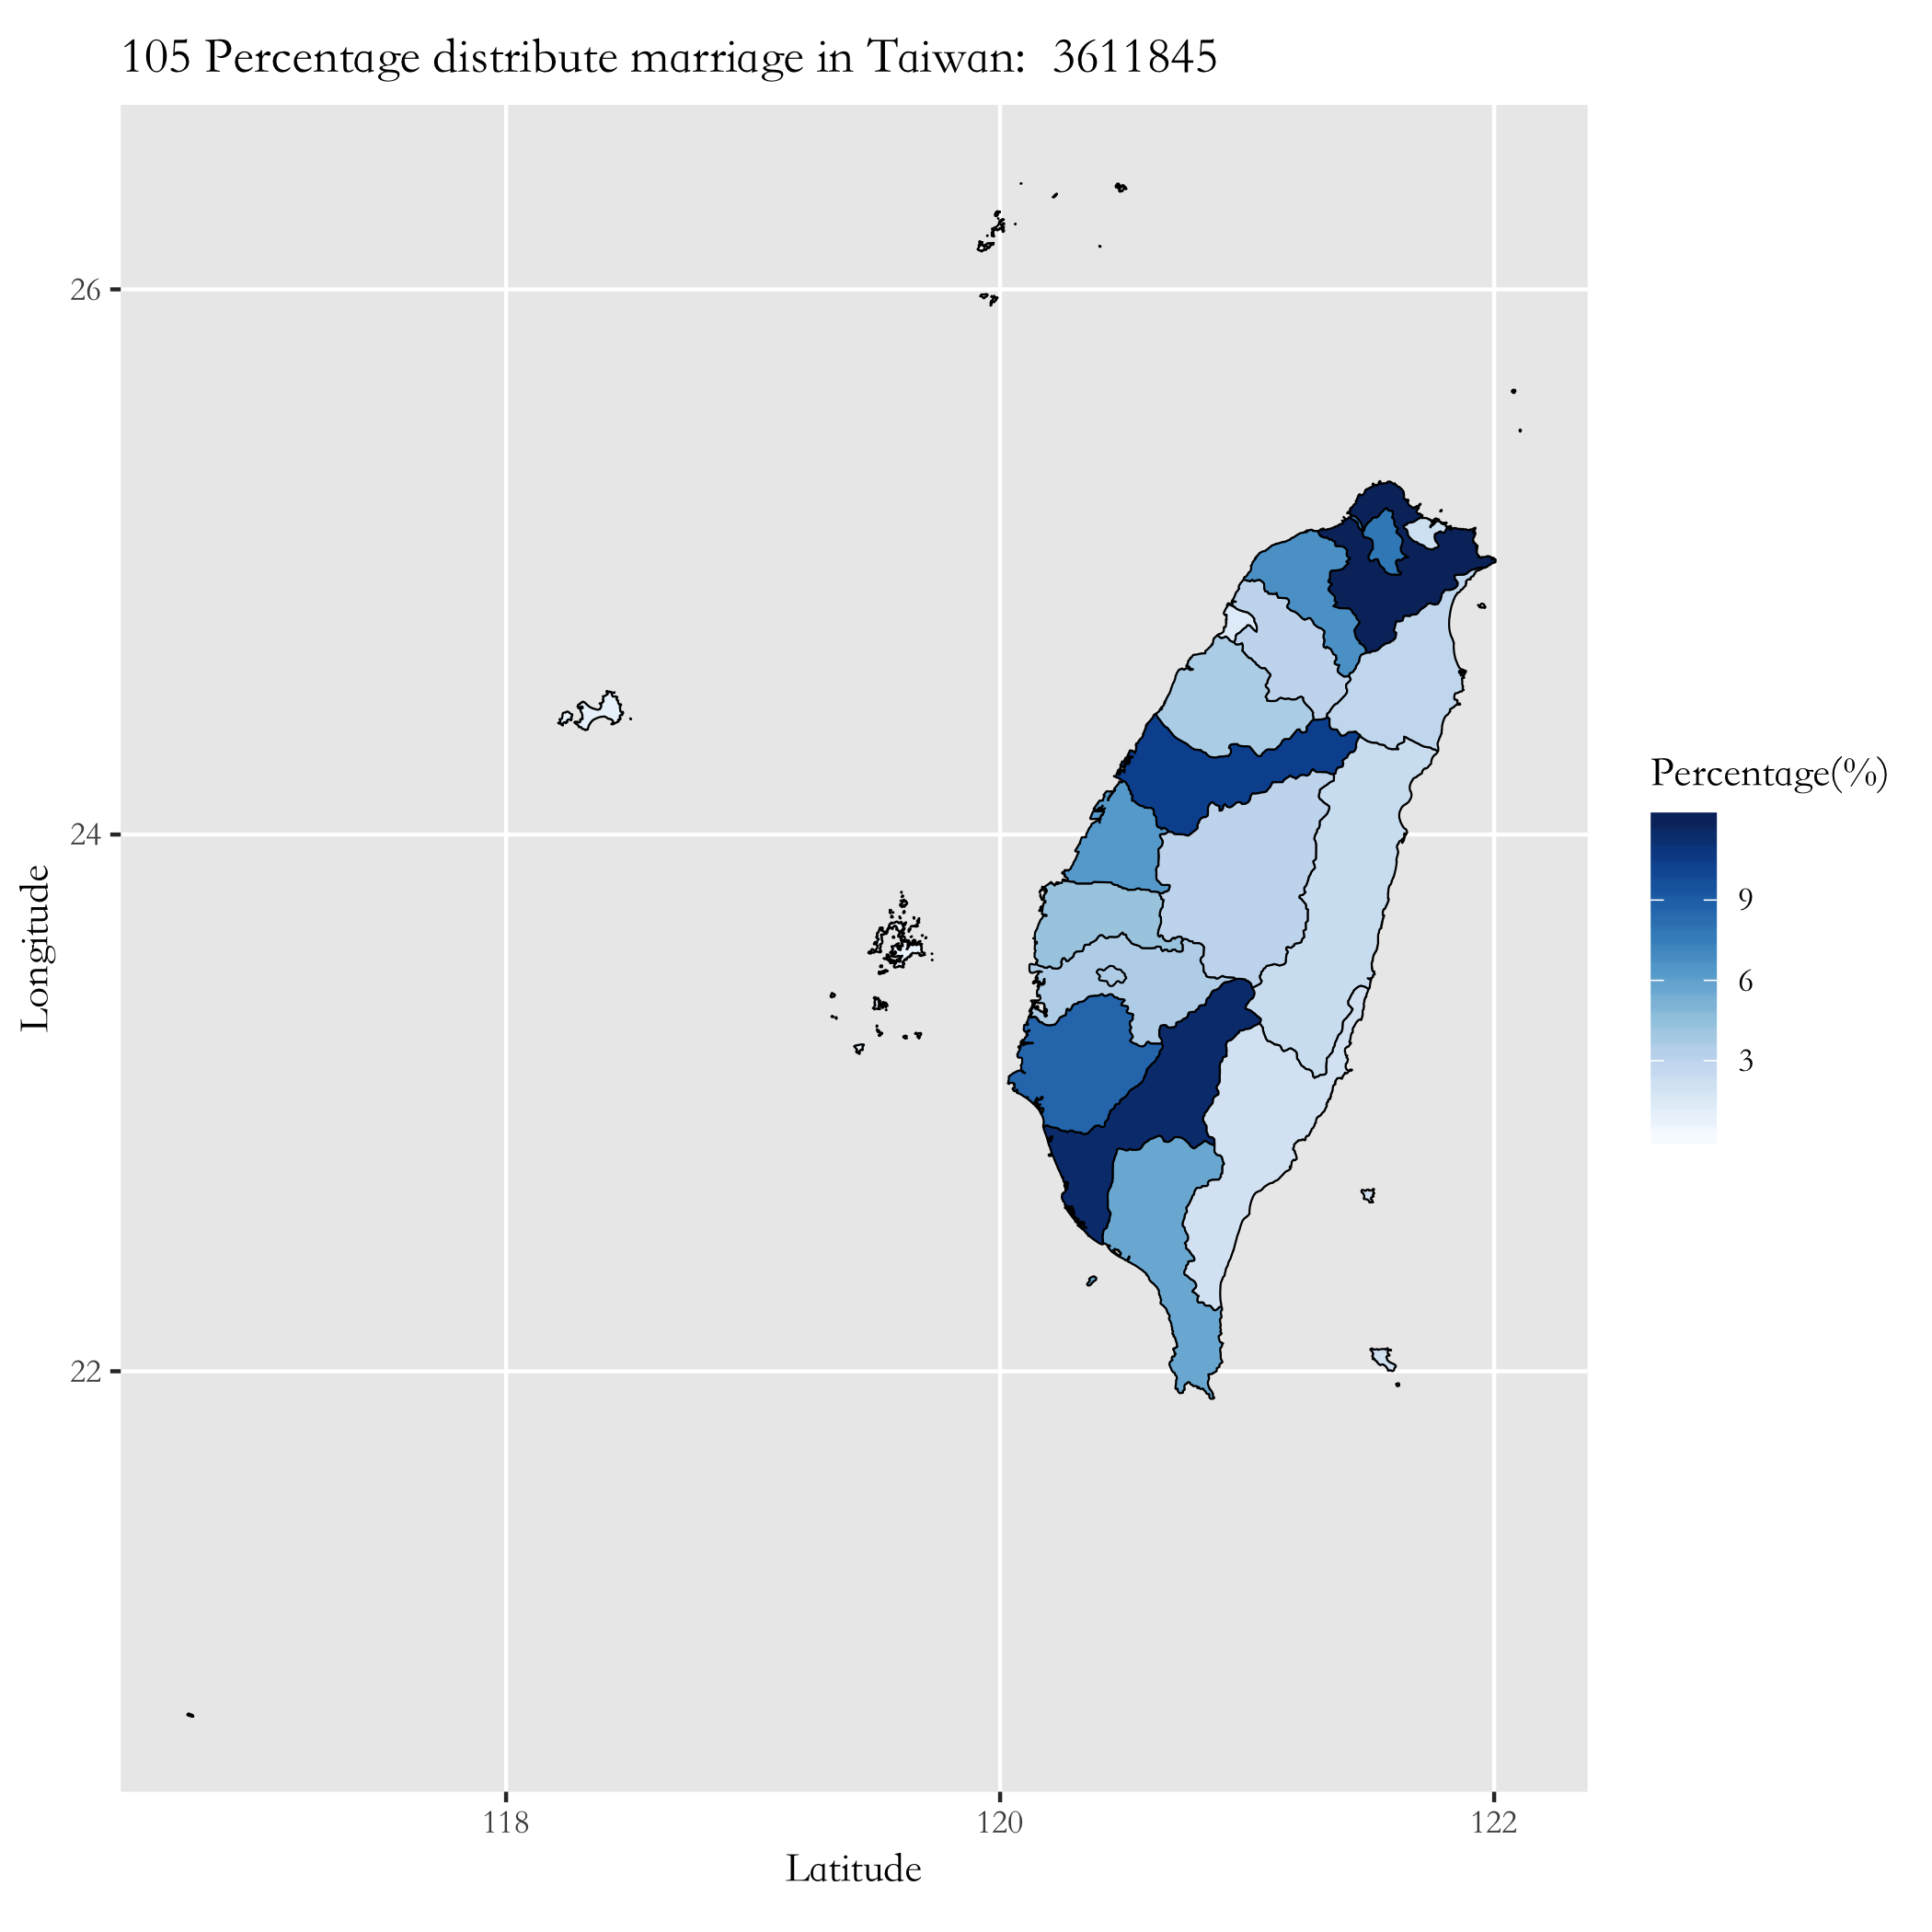 105 Percentage distribute marriage in Taiwan: 3611845
26
24
22
Longitude
118
120
122
Latitude
Percentage(%)
9
6
3